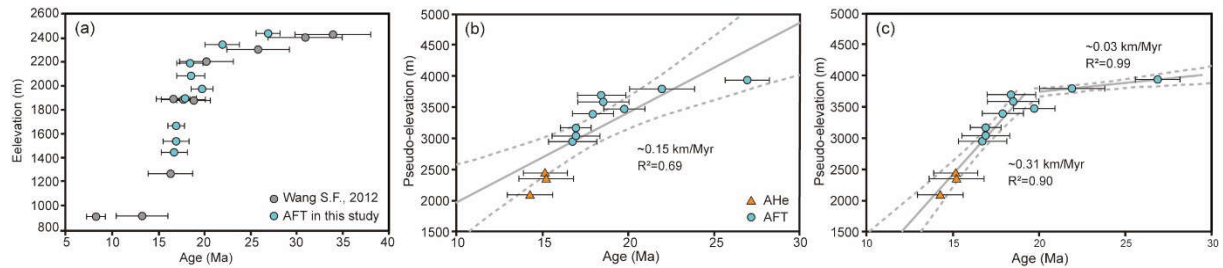 (a)
2600
2400
2200
2000
1800
1600
1400
1200
1000
800
Eelevation (m)
Wang S.F., 2012
AFT in this study
5 10 15 20 25 30 35 40
Age (Ma)
(b)
5000
4500
4000
3500
3000
2500
2000
1500
Pseudo-elevation (m)
~0.15 km/Myr
R²=0.69
AHe
AFT
10 15 20 25 30
Age (Ma)
(c)
5000
4500
4000
3500
3000
2500
2000
1500
Pseudo-elevation (m)
~0.03 km/Myr
R²=0.99
~0.31 km/Myr
R²=0.90
AHe
AFT
10 15 20 25 30
Age (Ma)